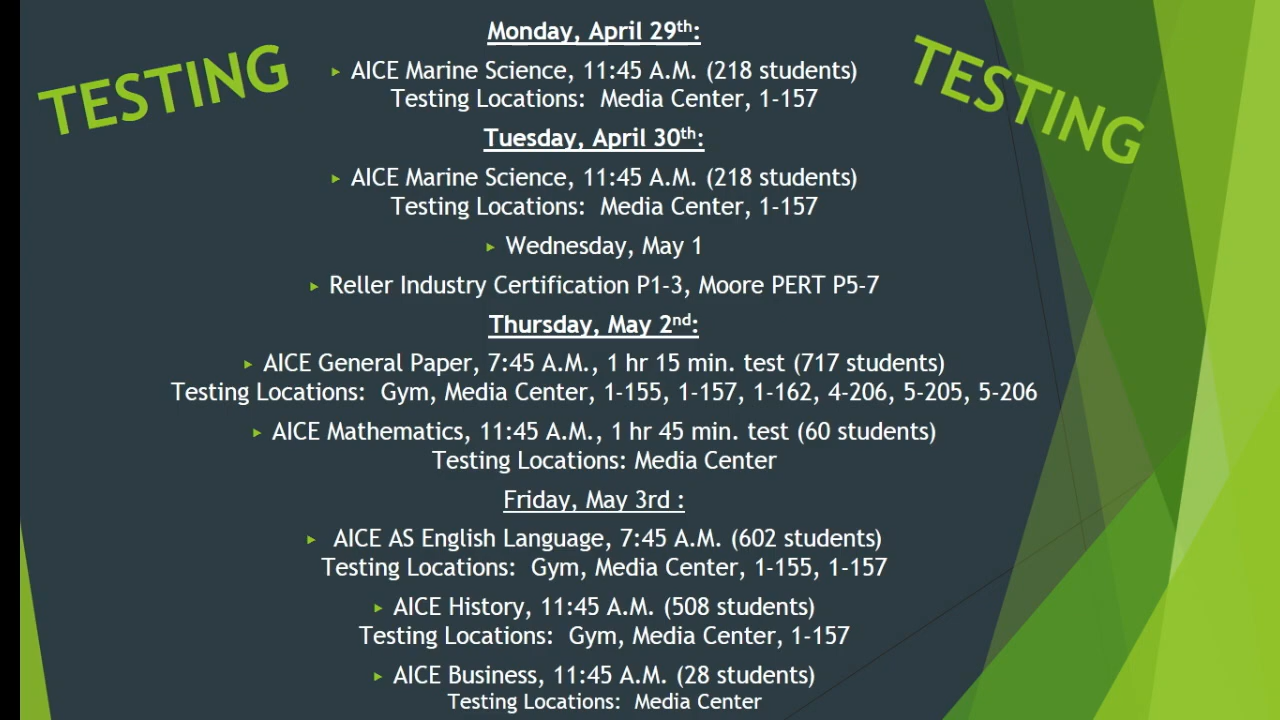 TESTING
TESTING
Monday, April 29th:
▸ AICE Marine Science, 11:45 A.M. (218 students)
Testing Locations: Media Center, 1-157
Tuesday, April 30th:
▸ AICE Marine Science, 11:45 A.M. (218 students)
Testing Locations: Media Center, 1-157
▸ Wednesday, May 1
▸ Reller Industry Certification P1-3, Moore PERT P5-7
Thursday, May 2nd:
▸ AICE General Paper, 7:45 A.M., 1 hr 15 min. test (717 students)
Testing Locations: Gym, Media Center, 1-155, 1-157, 1-162, 4-206, 5-205, 5-206
▸ AICE Mathematics, 11:45 A.M., 1 hr 45 min. test (60 students)
Testing Locations: Media Center
Friday, May 3rd :
▸ AICE AS English Language, 7:45 A.M. (602 students)
Testing Locations: Gym, Media Center, 1-155, 1-157
▸ AICE History, 11:45 A.M. (508 students)
Testing Locations: Gym, Media Center, 1-157
▸ AICE Business, 11:45 A.M. (28 students)
Testing Locations: Media Center